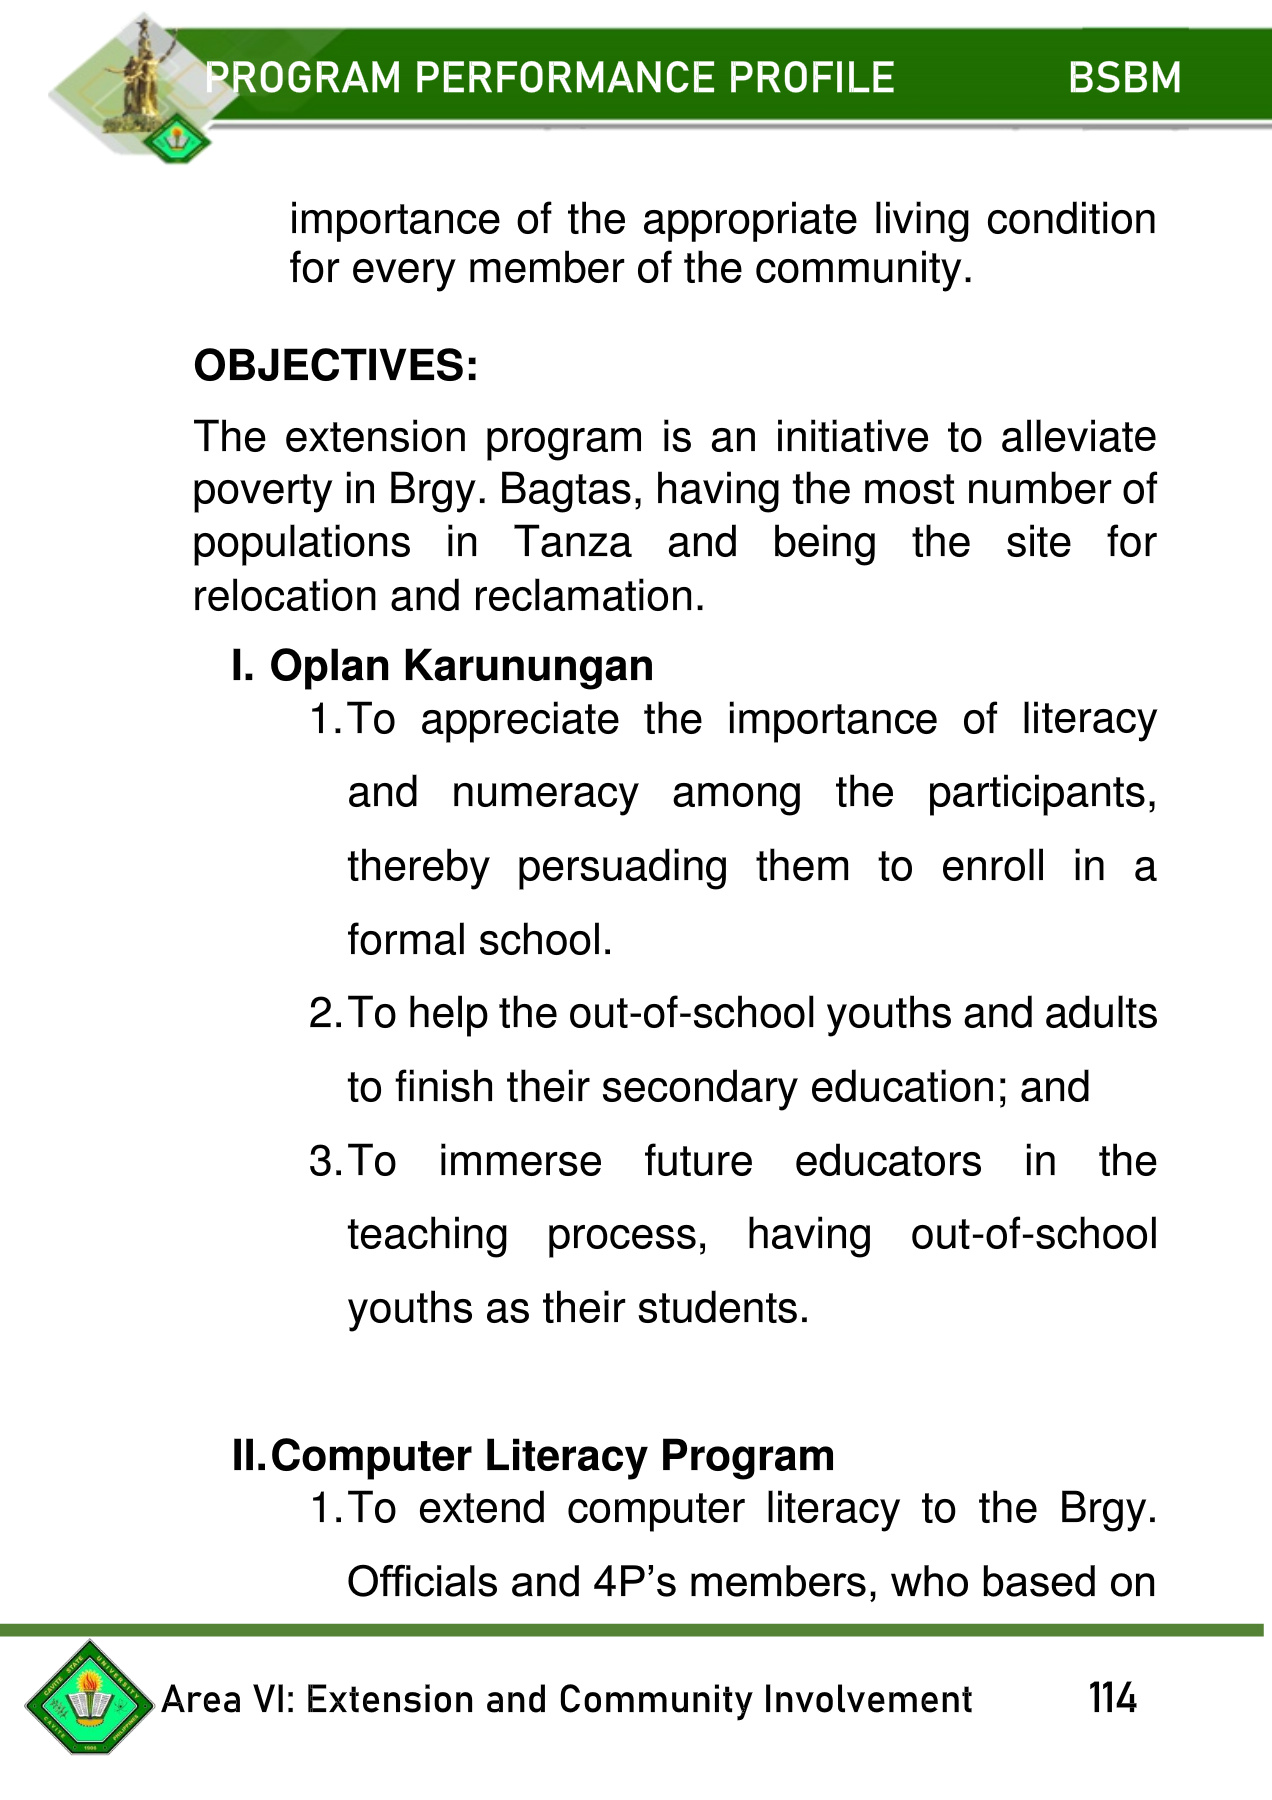 PROGRAM PERFORMANCE PROFILE BSBM
importance of the appropriate living condition
for every member of the community.
OBJECTIVES:
The extension program is an initiative to alleviate
poverty in Brgy. Bagtas, having the most number of
populations in Tanza and being the site for
relocation and reclamation.
I. Oplan Karunungan
1. To appreciate the importance of literacy
and numeracy among the participants,
thereby persuading them to enroll in a
formal school.
2. To help the out-of-school youths and adults
to finish their secondary education; and
3. To immerse future educators in the
teaching process, having out-of-school
youths as their students.
II. Computer Literacy Program
1. To extend computer literacy to the Brgy.
Officials and 4P’s members, who based on
CAVITE STATE UNIVERSITY
CAVITE PHILIPPINES
1906
Area VI: Extension and Community Involvement 114